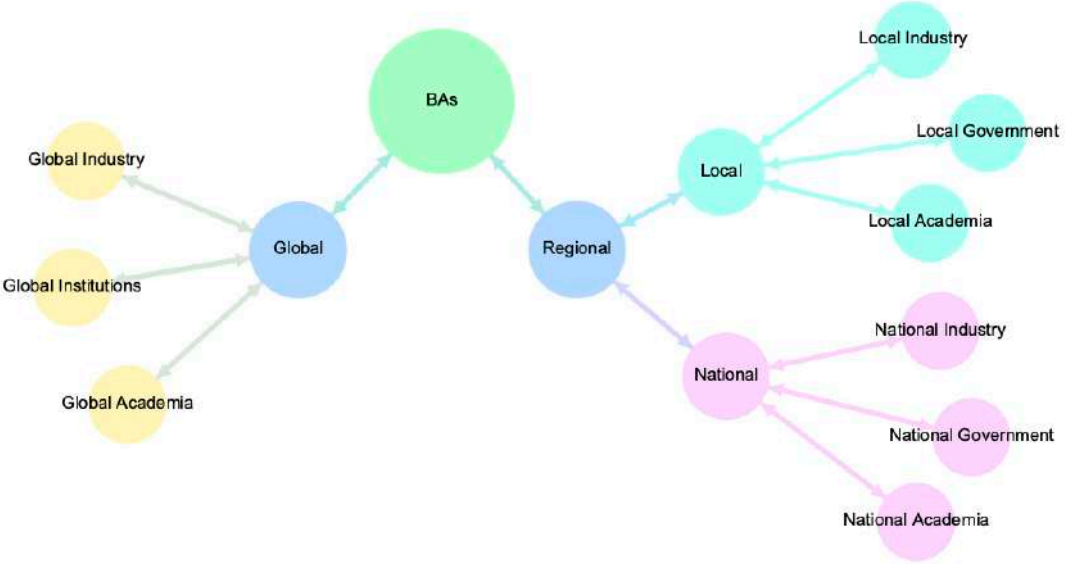 BAs
Global
Global Industry
Global Institutions
Global Academia
Regional
Local
Local Industry
Local Government
Local Academia
National
National Industry
National Government
National Academia